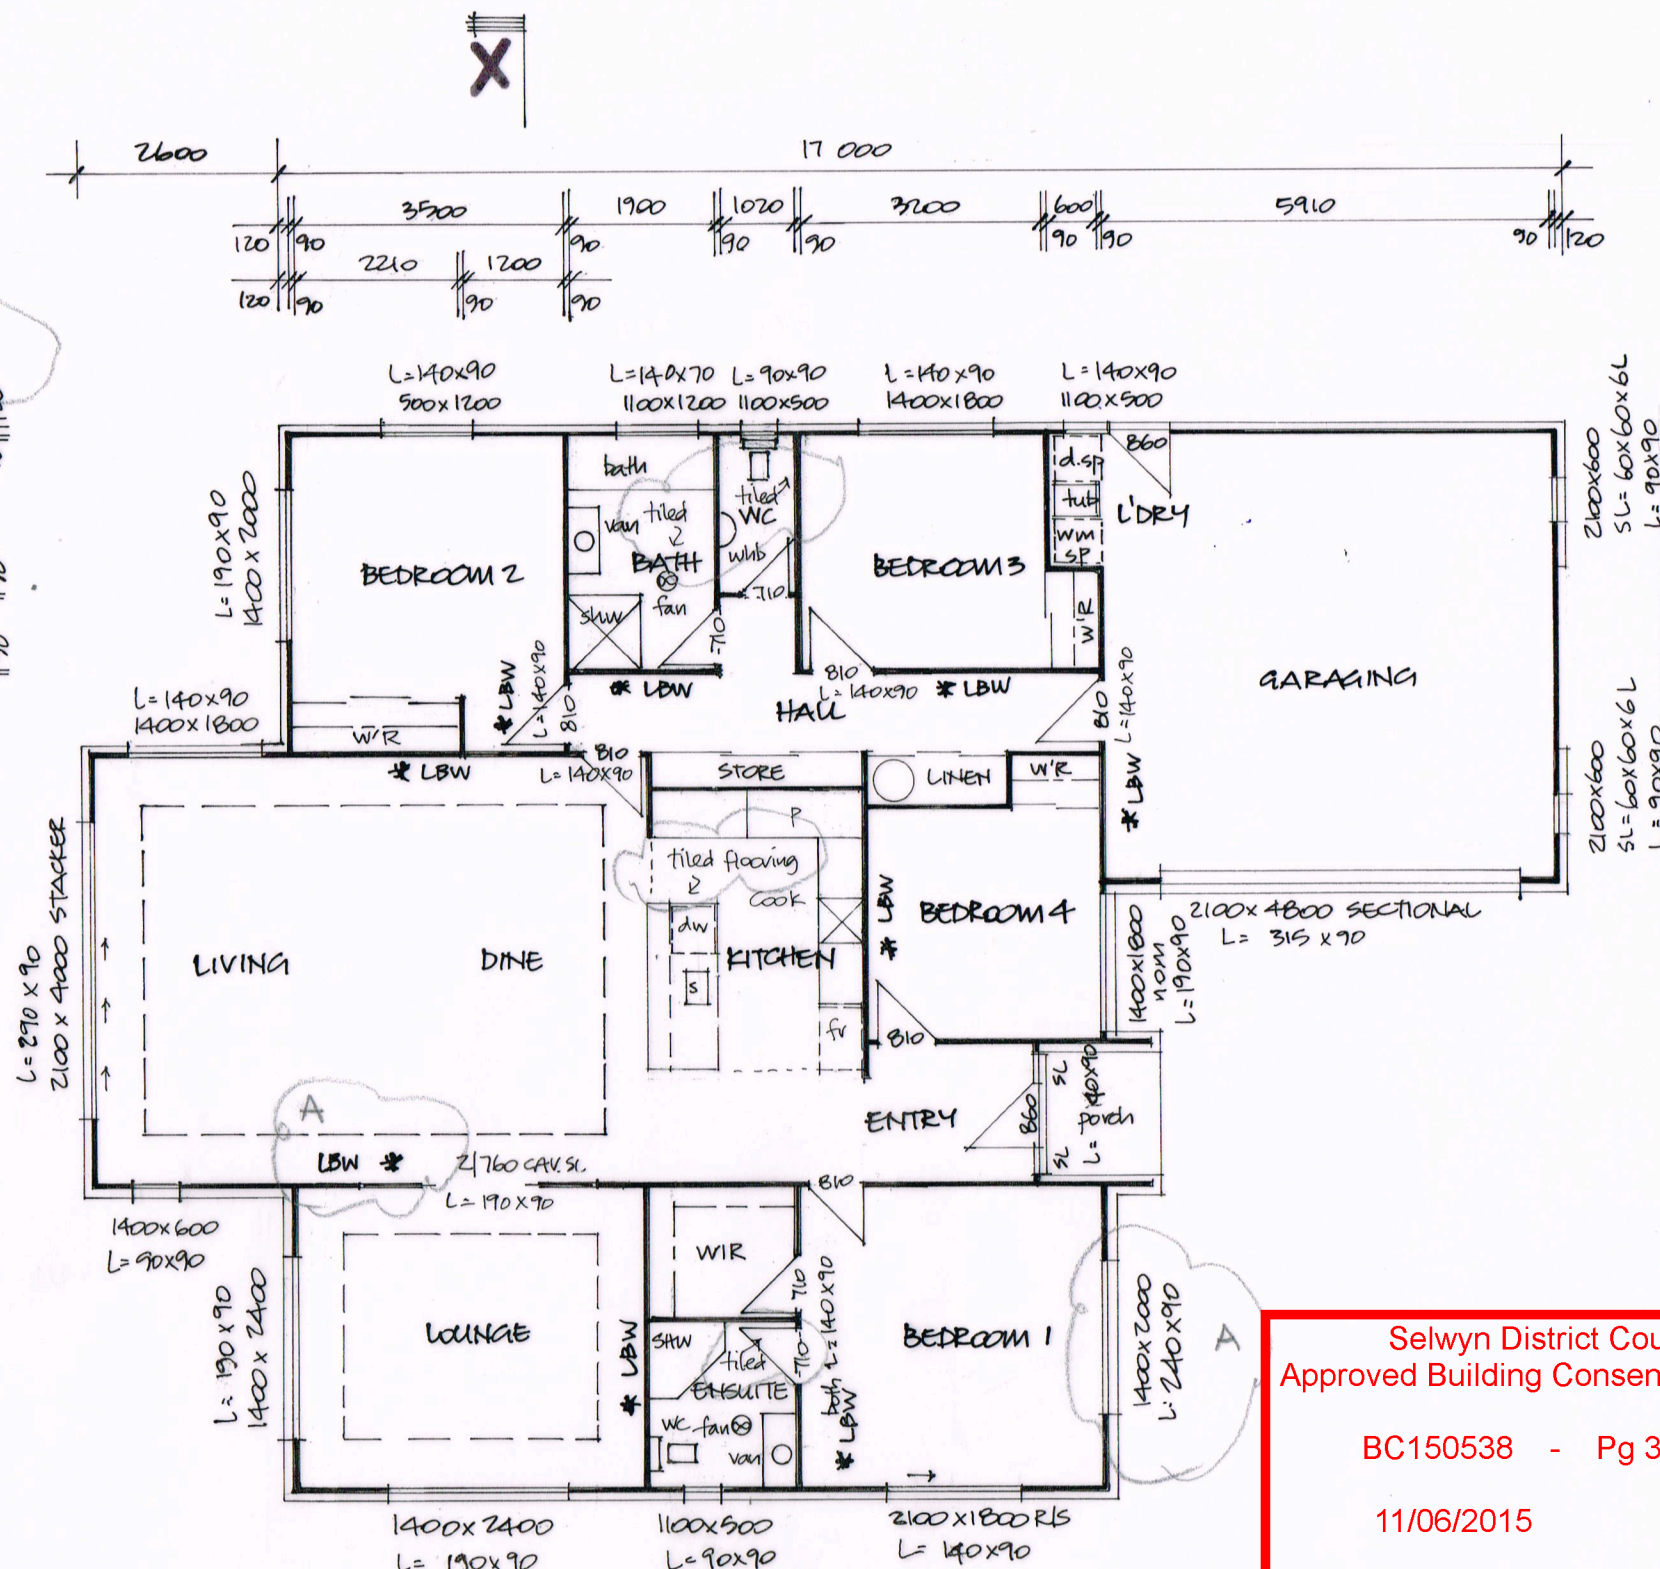 X
2600
17 000
3500 1900 1020 3200 600 5910
120 90 90 90 90 90 90 90 120
2210 1200
120 90 90 90
L=140x90
500x1200
L=140x70
1100x1200
L=90x90
1100x500
L=140x90
1400x1800
L=140x90
1100x500
860
2100x600
SL=60x60x6L
L=90x90
L=190x90
1400x2000
bath
van
tiled
BATH
fan
shw
710
tiled
WC
whb
710
BEDROOM 2
BEDROOM 3
d.sp
tub
wm
sp
L'DRY
W'R
GARAGING
L=140x90
1400x1800
W'R
* LBW
L=140x90
810
* LBW
810
L=140x90
* LBW
HALL
810
L=140x90
* LBW
* LBW
810
L=140x90
STORE
LINEN
W'R
2100x600
SL=60x60x6L
L=90x90
P
tiled flooring
cook
dw
s
KITCHEN
fr
LIVING
DINE
L=290x90
2100x4000 STACKER
* LBW
BEDROOM 4
810
2100x4800 SECTIONAL
L= 315x90
1400x1800
nom
L=190x90
ENTRY
860
SL
SL
L=140x90
porch
A
LBW *
2/760 CAV.SL.
L=190x90
810
1400x600
L=90x90
L=190x90
1400x2400
LOUNGE
* LBW
WIR
710
710
both L=140x90
* LBW
SHW
tiled
ENSUITE
WC
fan
van
BEDROOM 1
1400x2000
L=240x90
A
1400x2400
L= 190x90
1100x500
L=90x90
2100x1800 R/S
L= 140x90
Selwyn District Cou
Approved Building Consen
BC150538 - Pg 3
11/06/2015